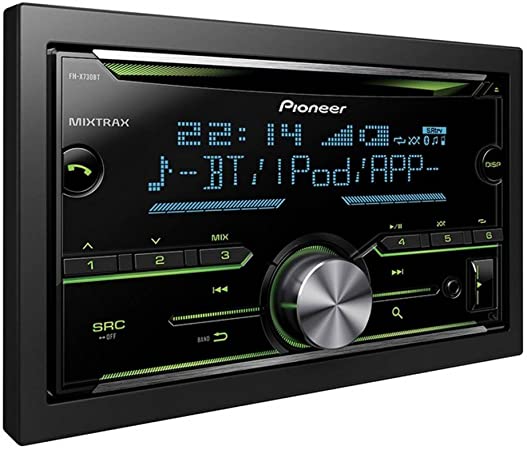 FH-X730BT
Pioneer
MIXTRAX
22:14
BT/iPod/APP
DISP
MIX
1 2 3
4 5 6
SRC
OFF
BAND